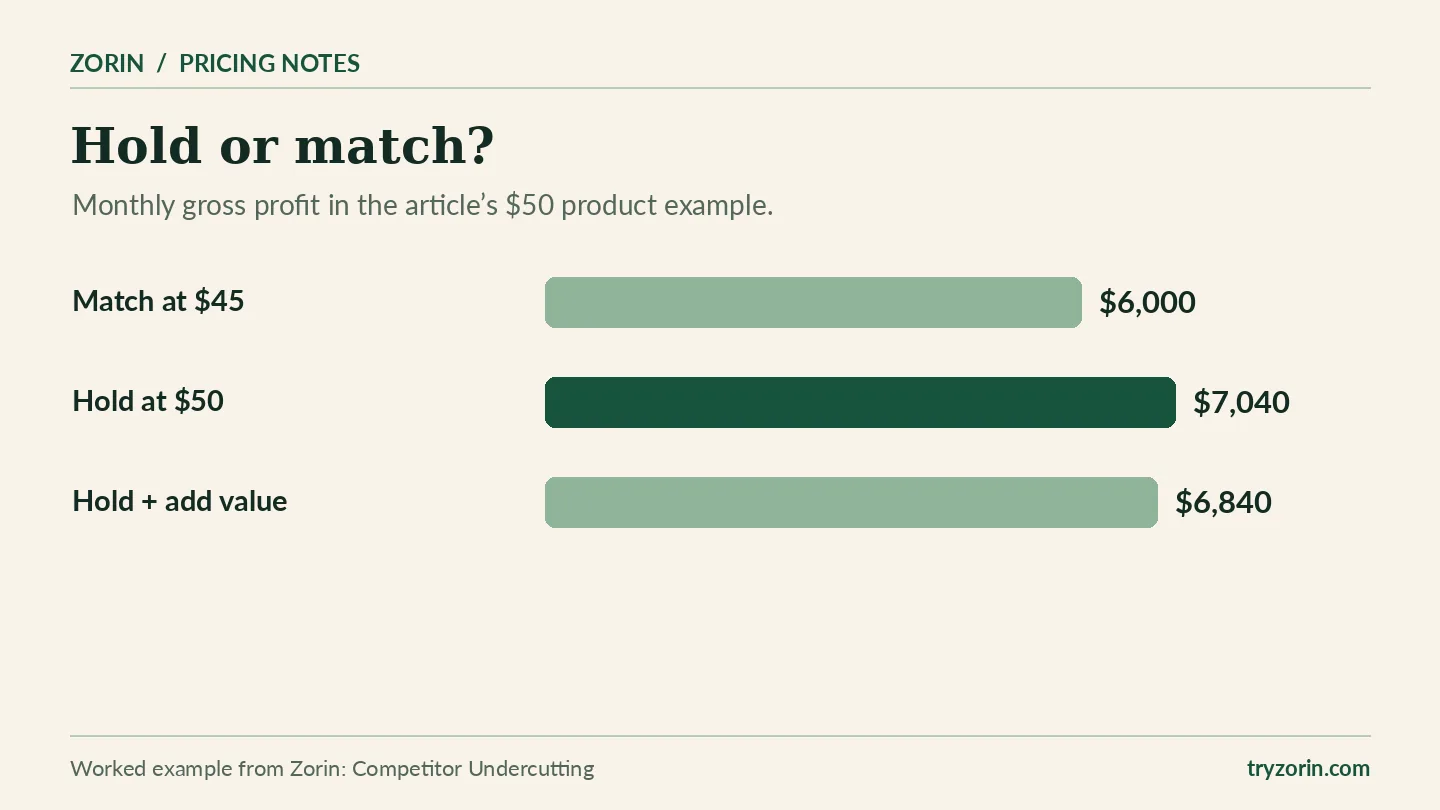 ZORIN / PRICING NOTES
Hold or match?
Monthly gross profit in the article’s $50 product example.
Match at $45 $6,000
Hold at $50 $7,040
Hold + add value $6,840
Worked example from Zorin: Competitor Undercutting tryzorin.com